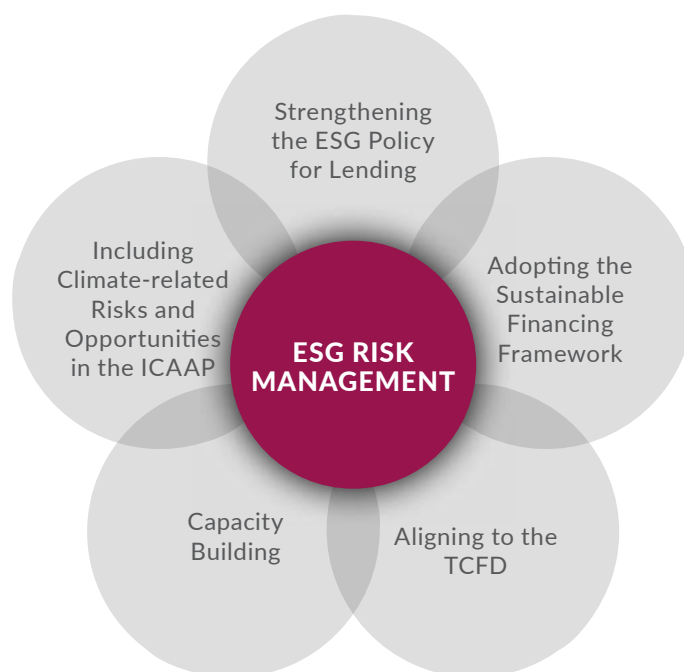 Strengthening
the ESG Policy
for Lending
Including
Climate-related
Risks and
Opportunities
in the ICAAP
Adopting the
Sustainable
Financing
Framework
ESG RISK
MANAGEMENT
Capacity
Building
Aligning to the
TCFD